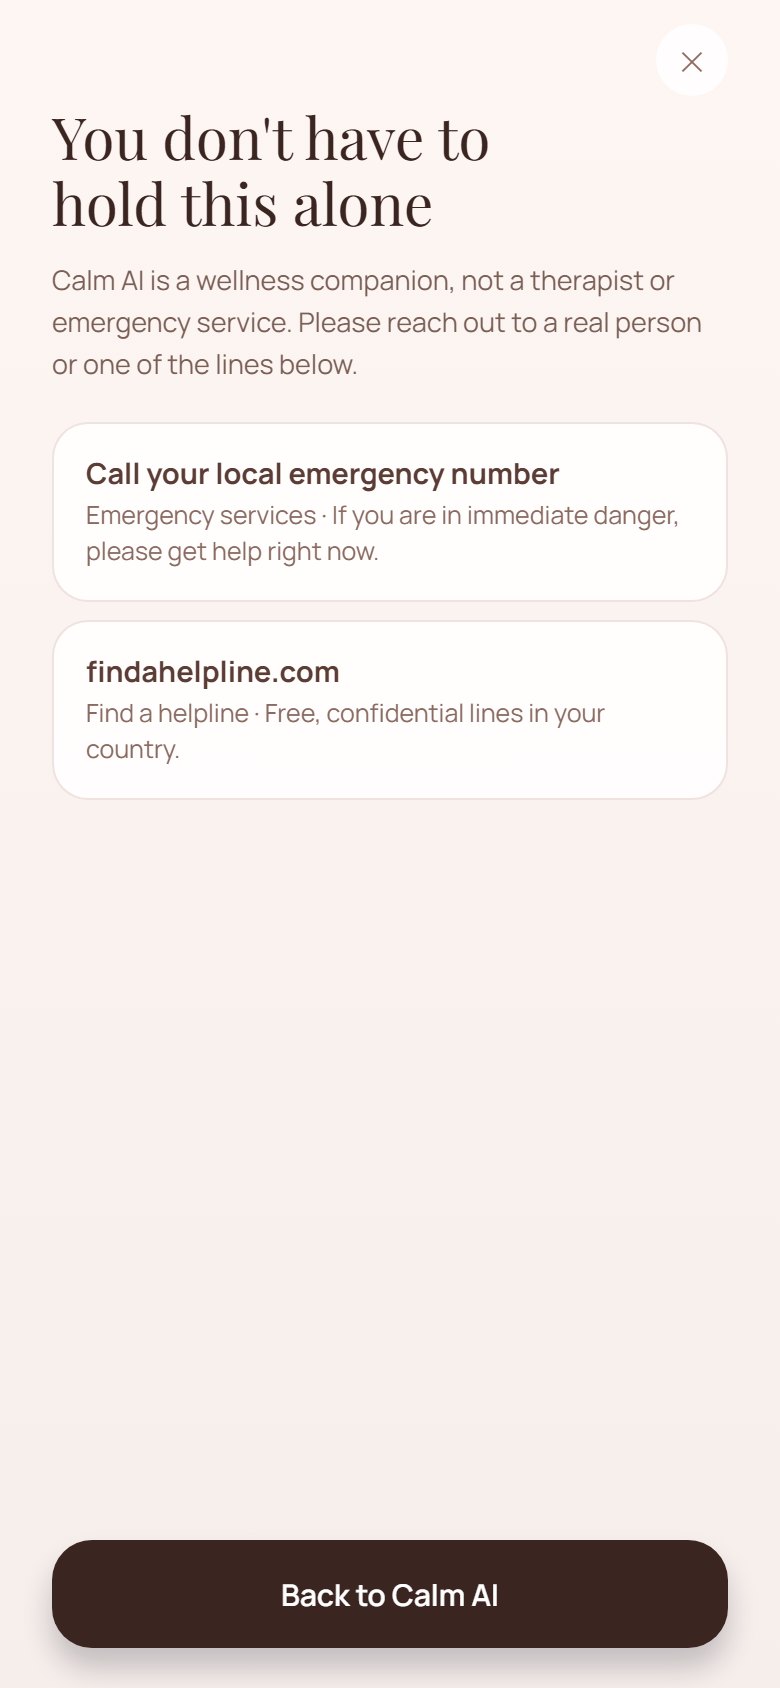 You don't have to
hold this alone
Calm AI is a wellness companion, not a therapist or
emergency service. Please reach out to a real person
or one of the lines below.
Call your local emergency number
Emergency services · If you are in immediate danger,
please get help right now.
findahelpline.com
Find a helpline · Free, confidential lines in your
country.
Back to Calm AI